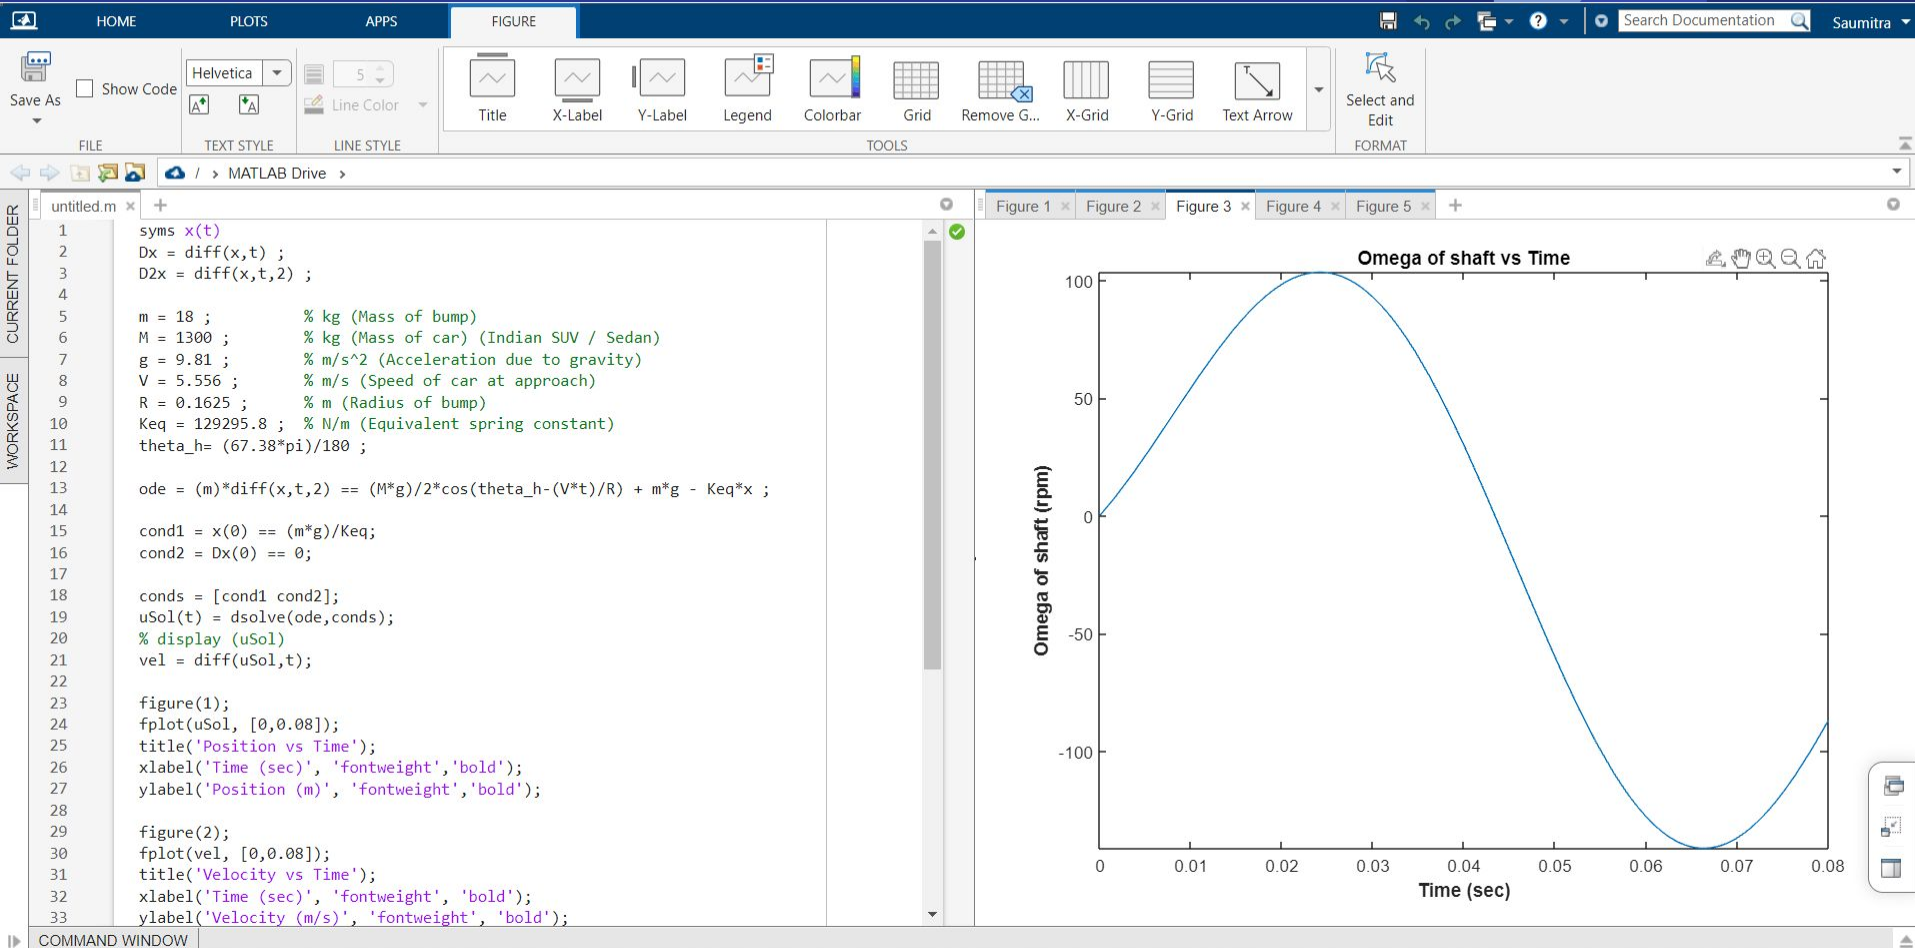 HOME PLOTS APPS FIGURE Search Documentation Saumitra
Save As
Show Code
FILE
Helvetica
TEXT STYLE
5
Line Color
LINE STYLE
Title X-Label Y-Label Legend Colorbar Grid Remove G... X-Grid Y-Grid Text Arrow
TOOLS
Select and
Edit
FORMAT
/ > MATLAB Drive >
CURRENT FOLDER
WORKSPACE
untitled.m
1 syms x(t)
2 Dx = diff(x,t) ;
3 D2x = diff(x,t,2) ;
4
5 m = 18 ; % kg (Mass of bump)
6 M = 1300 ; % kg (Mass of car) (Indian SUV / Sedan)
7 g = 9.81 ; % m/s^2 (Acceleration due to gravity)
8 V = 5.556 ; % m/s (Speed of car at approach)
9 R = 0.1625 ; % m (Radius of bump)
10 Keq = 129295.8 ; % N/m (Equivalent spring constant)
11 theta_h= (67.38*pi)/180 ;
12
13 ode = (m)*diff(x,t,2) == (M*g)/2*cos(theta_h-(V*t)/R) + m*g - Keq*x ;
14
15 cond1 = x(0) == (m*g)/Keq;
16 cond2 = Dx(0) == 0;
17
18 conds = [cond1 cond2];
19 uSol(t) = dsolve(ode,conds);
20 % display (uSol)
21 vel = diff(uSol,t);
22
23 figure(1);
24 fplot(uSol, [0,0.08]);
25 title('Position vs Time');
26 xlabel('Time (sec)', 'fontweight','bold');
27 ylabel('Position (m)', 'fontweight','bold');
28
29 figure(2);
30 fplot(vel, [0,0.08]);
31 title('Velocity vs Time');
32 xlabel('Time (sec)', 'fontweight', 'bold');
33 ylabel('Velocity (m/s)', 'fontweight', 'bold');
Figure 1 Figure 2 Figure 3 Figure 4 Figure 5
Omega of shaft vs Time
100
50
0
-50
-100
Omega of shaft (rpm)
0 0.01 0.02 0.03 0.04 0.05 0.06 0.07 0.08
Time (sec)
COMMAND WINDOW